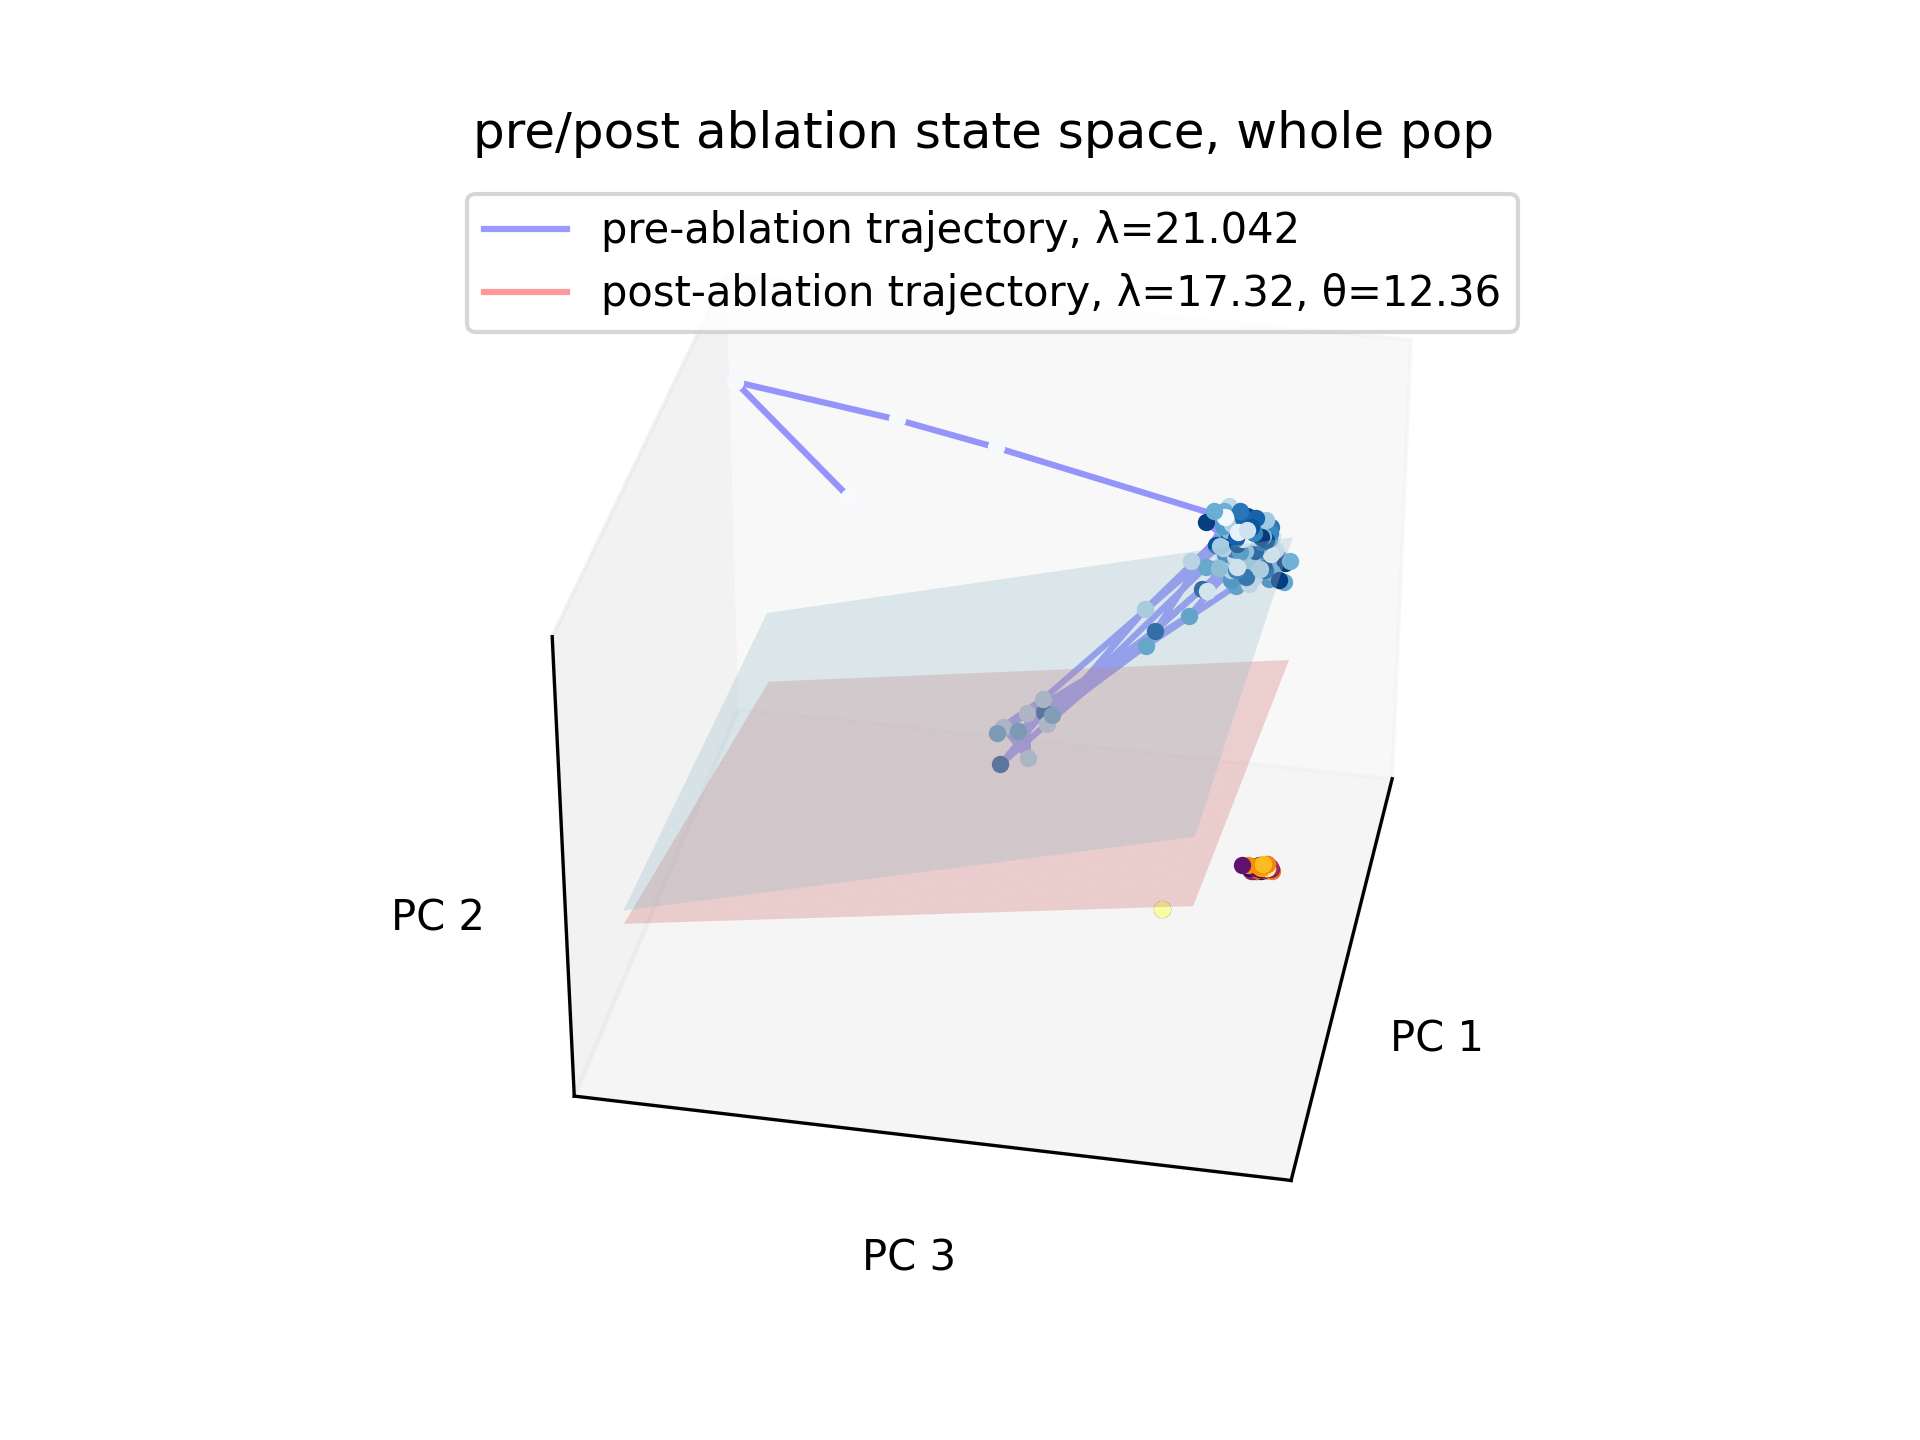 pre/post ablation state space, whole pop
pre-ablation trajectory, λ=21.042
post-ablation trajectory, λ=17.32, θ=12.36
PC 2
PC 1
PC 3